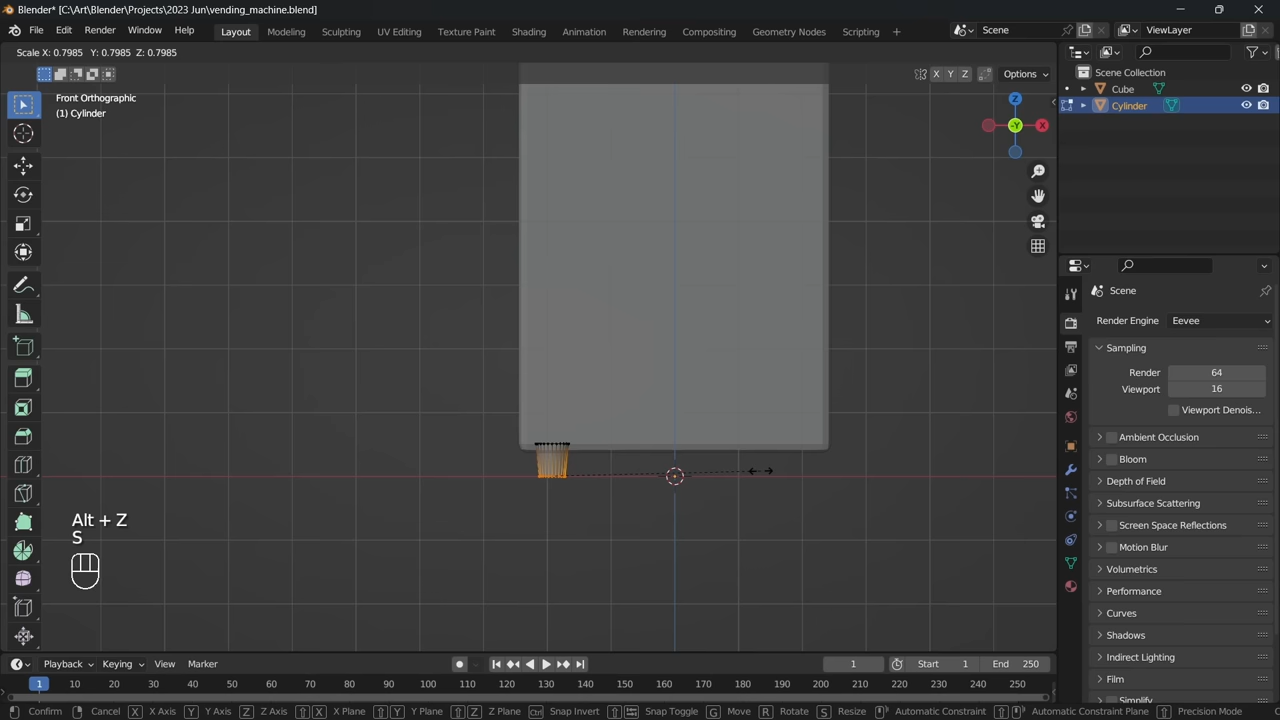 Blender* [C:\Art\Blender\Projects\2023 Jun\vending_machine.blend]
File Edit Render Window Help Layout Modeling Sculpting UV Editing Texture Paint Shading Animation Rendering Compositing Geometry Nodes Scripting + Scene ViewLayer
Scale X: 0.7985 Y: 0.7985 Z: 0.7985
X Y Z Options
Front Orthographic
(1) Cylinder
Scene Collection
Cube
Cylinder
Z
-Y X
Scene
Render Engine Eevee
Sampling
Render 64
Viewport 16
Viewport Denois...
Ambient Occlusion
Bloom
Depth of Field
Subsurface Scattering
Screen Space Reflections
Motion Blur
Volumetrics
Performance
Curves
Shadows
Indirect Lighting
Film
Simplify
Alt + Z
S
Playback Keying View Marker 1 Start 1 End 250
1 10 20 30 40 50 60 70 80 90 100 110 120 130 140 150 160 170 180 190 200 210 220 230 240 250
Confirm Cancel X X Axis Y Y Axis Z Z Axis X X Plane Y Y Plane Z Z Plane Ctrl Snap Invert Snap Toggle G Move R Rotate S Resize Automatic Constraint Automatic Constraint Plane Precision Mode